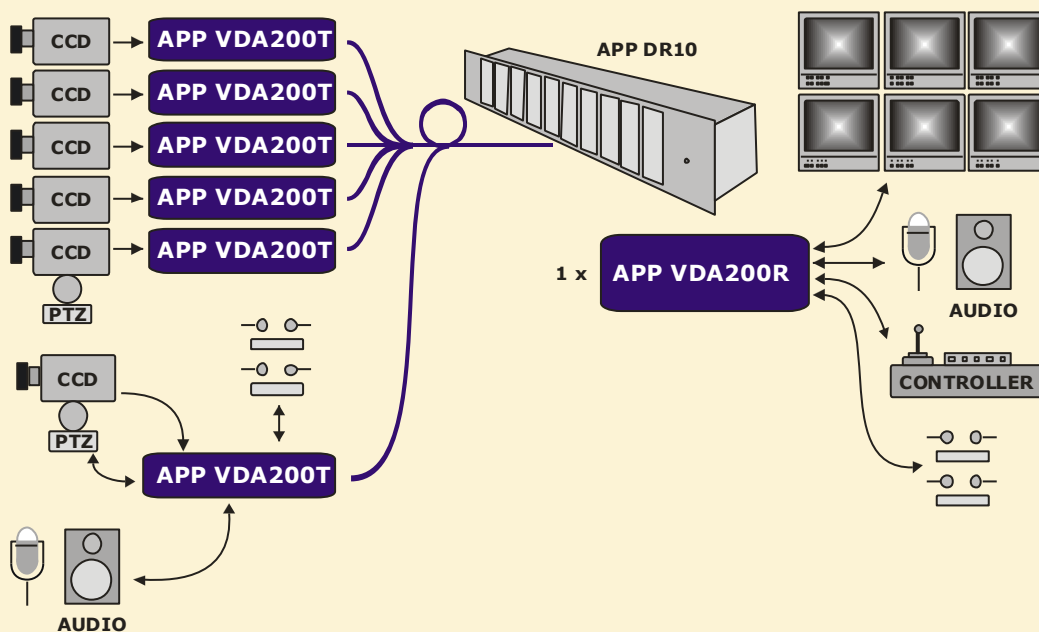 CCD
APP VDA200T
CCD
APP VDA200T
CCD
APP VDA200T
CCD
APP VDA200T
CCD
APP VDA200T
PTZ
CCD
PTZ
APP VDA200T
AUDIO
APP DR10
1 x
APP VDA200R
AUDIO
CONTROLLER